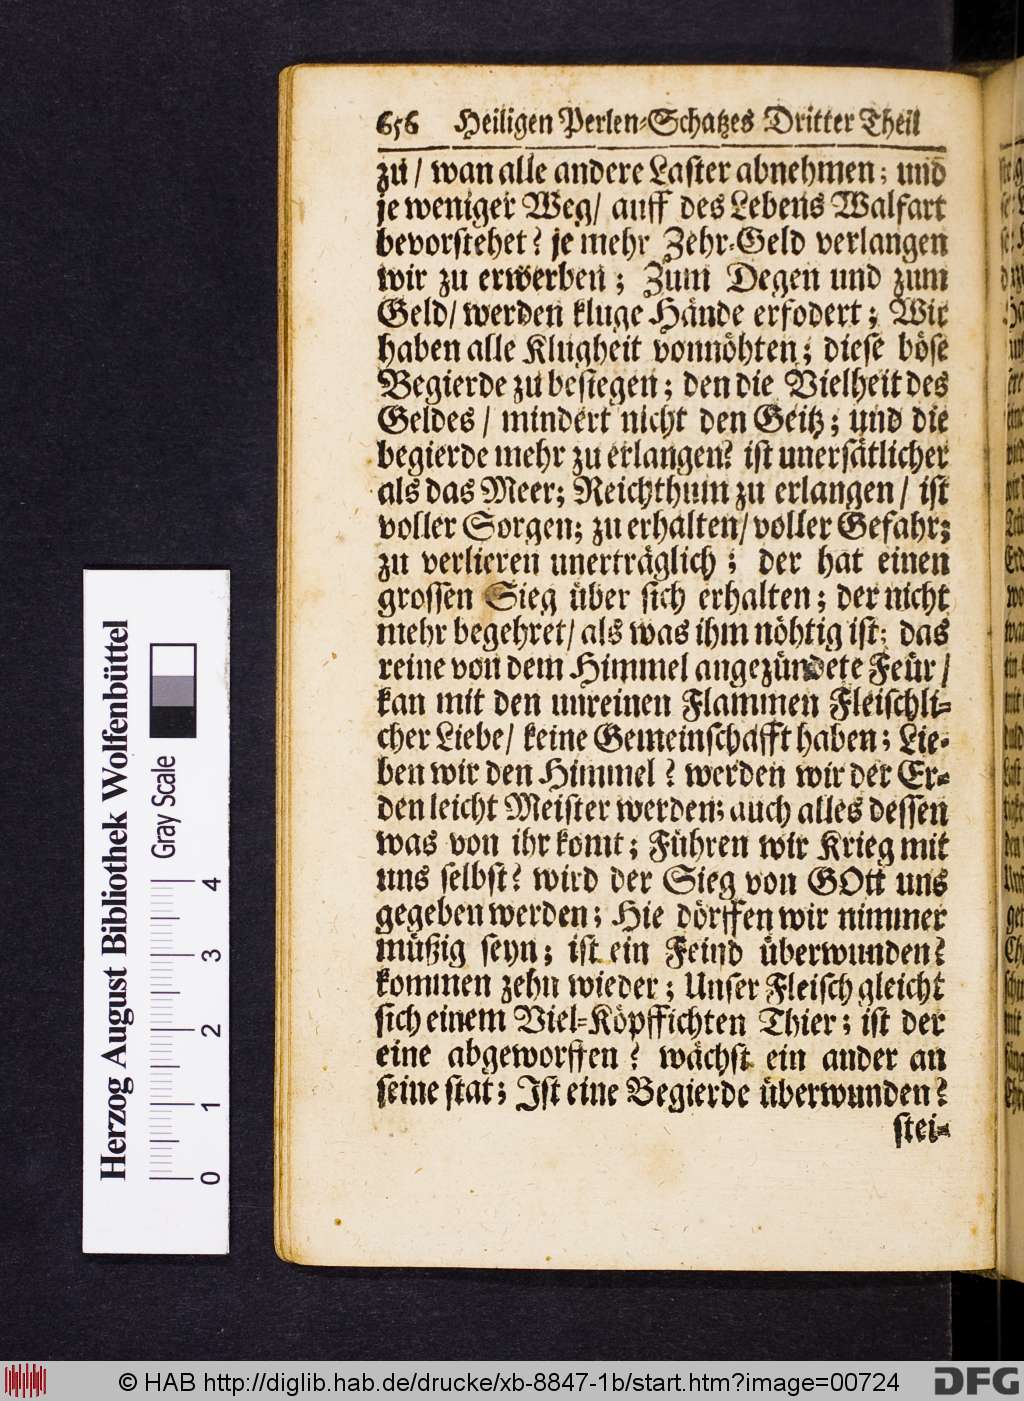 656 Heiligen Perlen-Schatzes Dritter Theil
zu / wan alle andere Laster abnehmen; und
je weniger Weg / auff des Lebens Walfart
bevorstehet? je mehr Zehr-Geld verlangen
wir zu erwerben; Zum Degen und zum
Geld / werden kluge Hände erfodert; Wir
haben alle Klugheit vonnöhten; diese böse
Begierde zu besiegen; den die Vielheit des
Geldes / mindert nicht den Geitz; und die
begierde mehr zu erlangen? ist unersätlicher
als das Meer; Reichthum zu erlangen / ist
voller Sorgen; zu erhalten / voller Gefahr;
zu verlieren unerträglich; der hat einen
grossen Sieg über sich erhalten; der nicht
mehr begehret / als was ihm nöhtig ist; das
reine von dem Himmel angezündete Feür /
kan mit den unreinen Flammen Fleischli-
cher Liebe / keine Gemeinschafft haben; Lie-
ben wir den Himmel? werden wir der Er-
den leicht Meister werden; auch alles dessen
was von ihr komt; Führen wir Krieg mit
uns selbst? wird der Sieg von GOtt uns
gegeben werden; Hie dörffen wir nimmer
müßig seyn; ist ein Feind überwunden?
kommen zehn wieder; Unser Fleisch gleicht
sich einem Viel-Köpffichten Thier; ist der
eine abgeworffen? wächst ein ander an
seine stat; Ist eine Begierde überwunden?
stei-
Herzog August Bibliothek Wolfenbüttel
Gray Scale
0 1 2 3 4
© HAB http://diglib.hab.de/drucke/xb-8847-1b/start.htm?image=00724
DFG